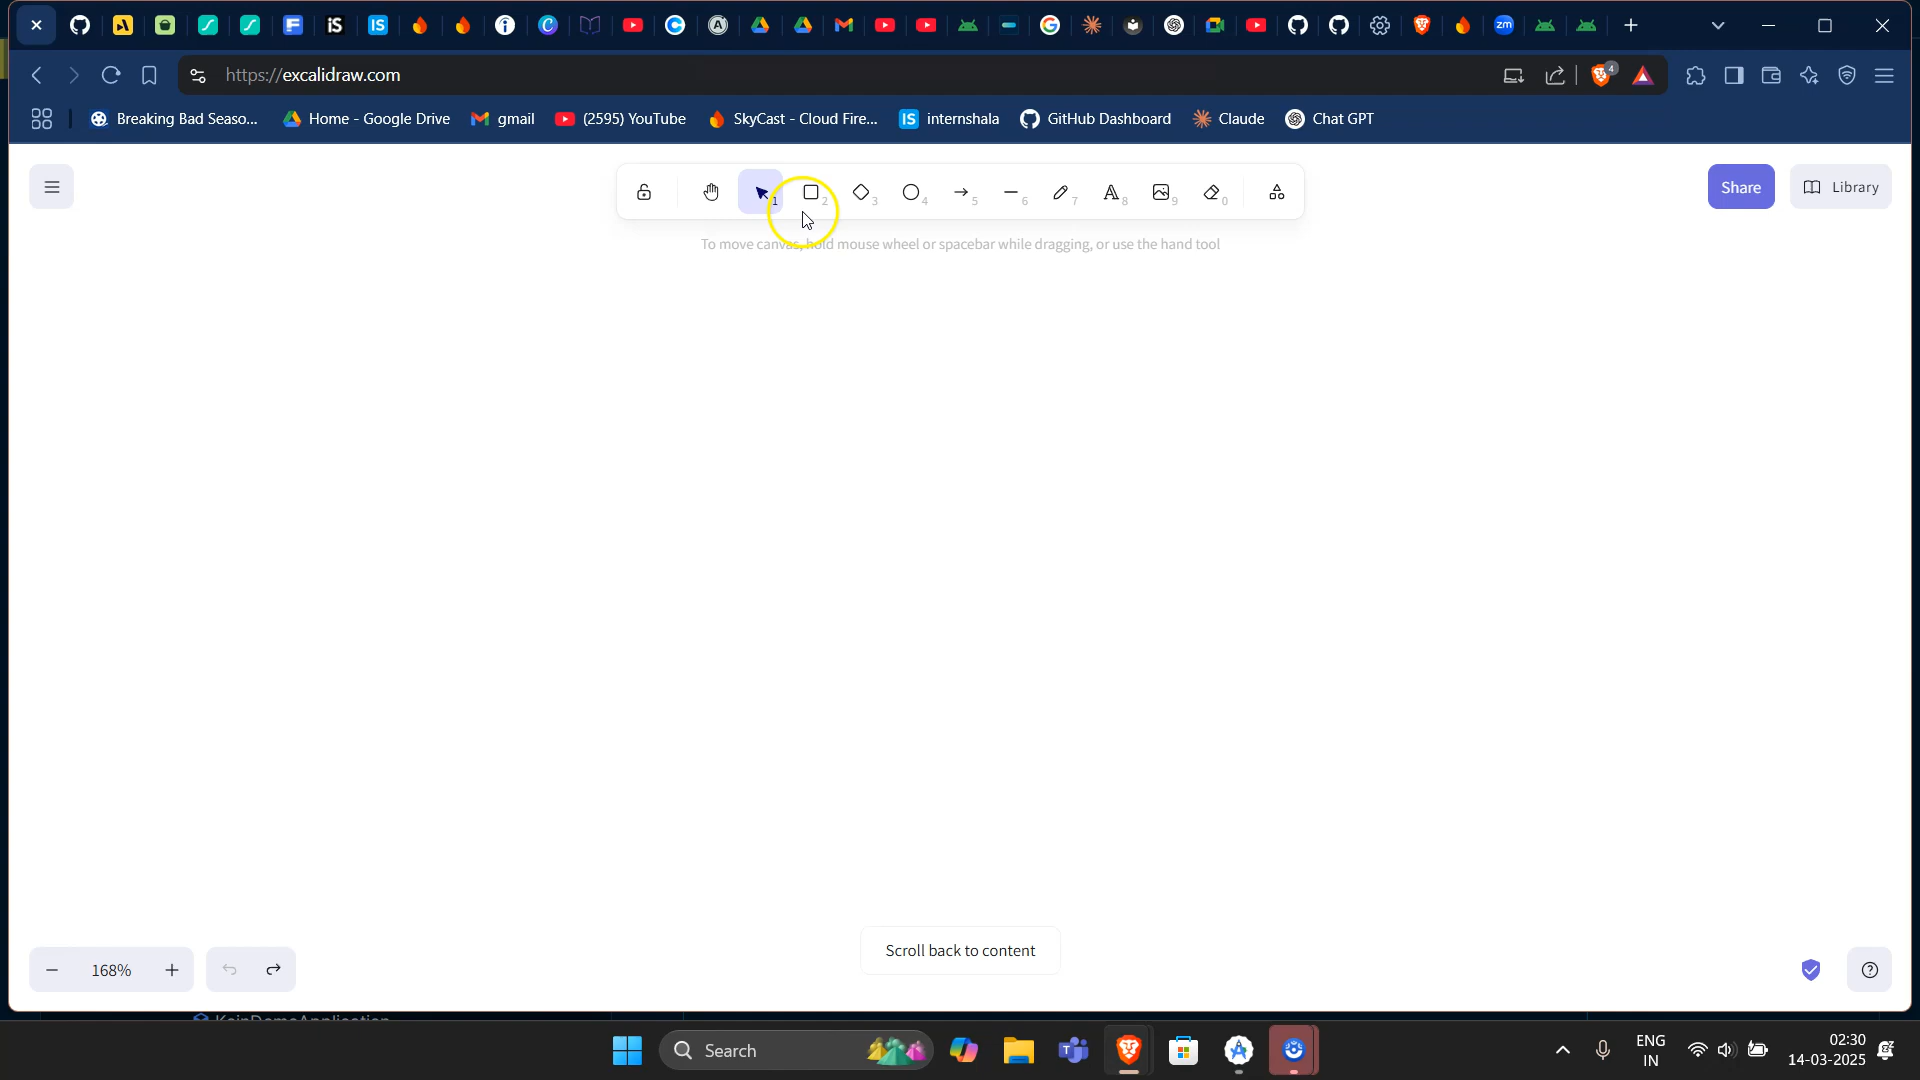 https://excalidraw.com
4
Breaking Bad Seaso...
Home - Google Drive
gmail
(2595) YouTube
SkyCast - Cloud Fire...
IS internshala
GitHub Dashboard
Claude
Chat GPT
1 2 3 4 5 6 7 8 9 0
Share
Library
To move canvas, hold mouse wheel or spacebar while dragging, or use the hand tool
Scroll back to content
168%
Search
ENG
IN
02:30
14-03-2025